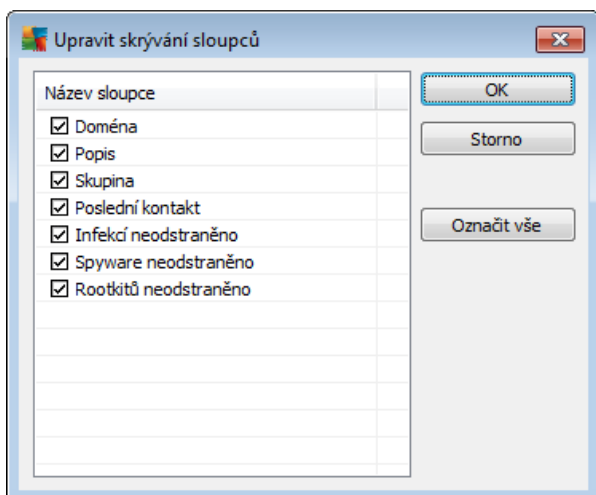 Upravit skrývání sloupců
Název sloupce
Doména
Popis
Skupina
Poslední kontakt
Infekcí neodstraněno
Spyware neodstraněno
Rootkitů neodstraněno
OK
Storno
Označit vše